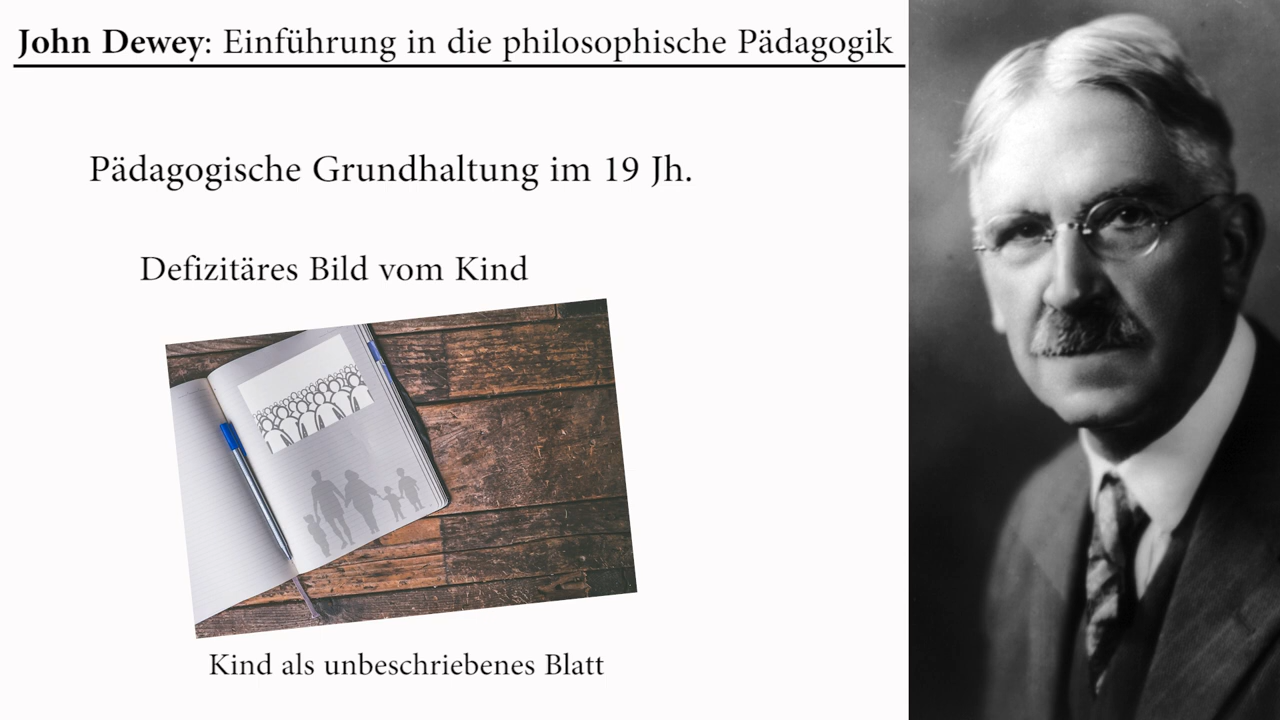 John Dewey: Einführung in die philosophische Pädagogik
Pädagogische Grundhaltung im 19 Jh.
Defizitäres Bild vom Kind
Kind als unbeschriebenes Blatt